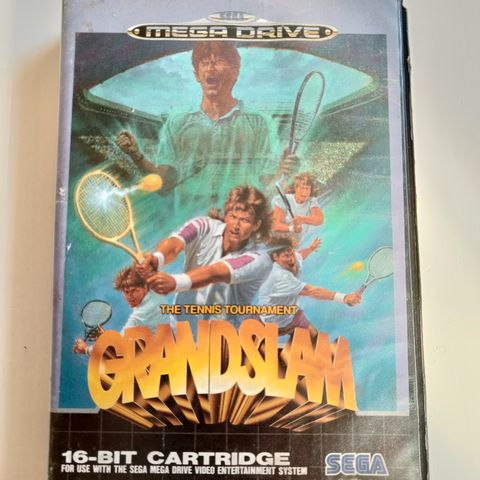 SEGA
MEGA DRIVE
THE TENNIS TOURNAMENT
GRANDSLAM
16-BIT CARTRIDGE
FOR USE WITH THE SEGA MEGA DRIVE VIDEO ENTERTAINMENT SYSTEM
SEGA